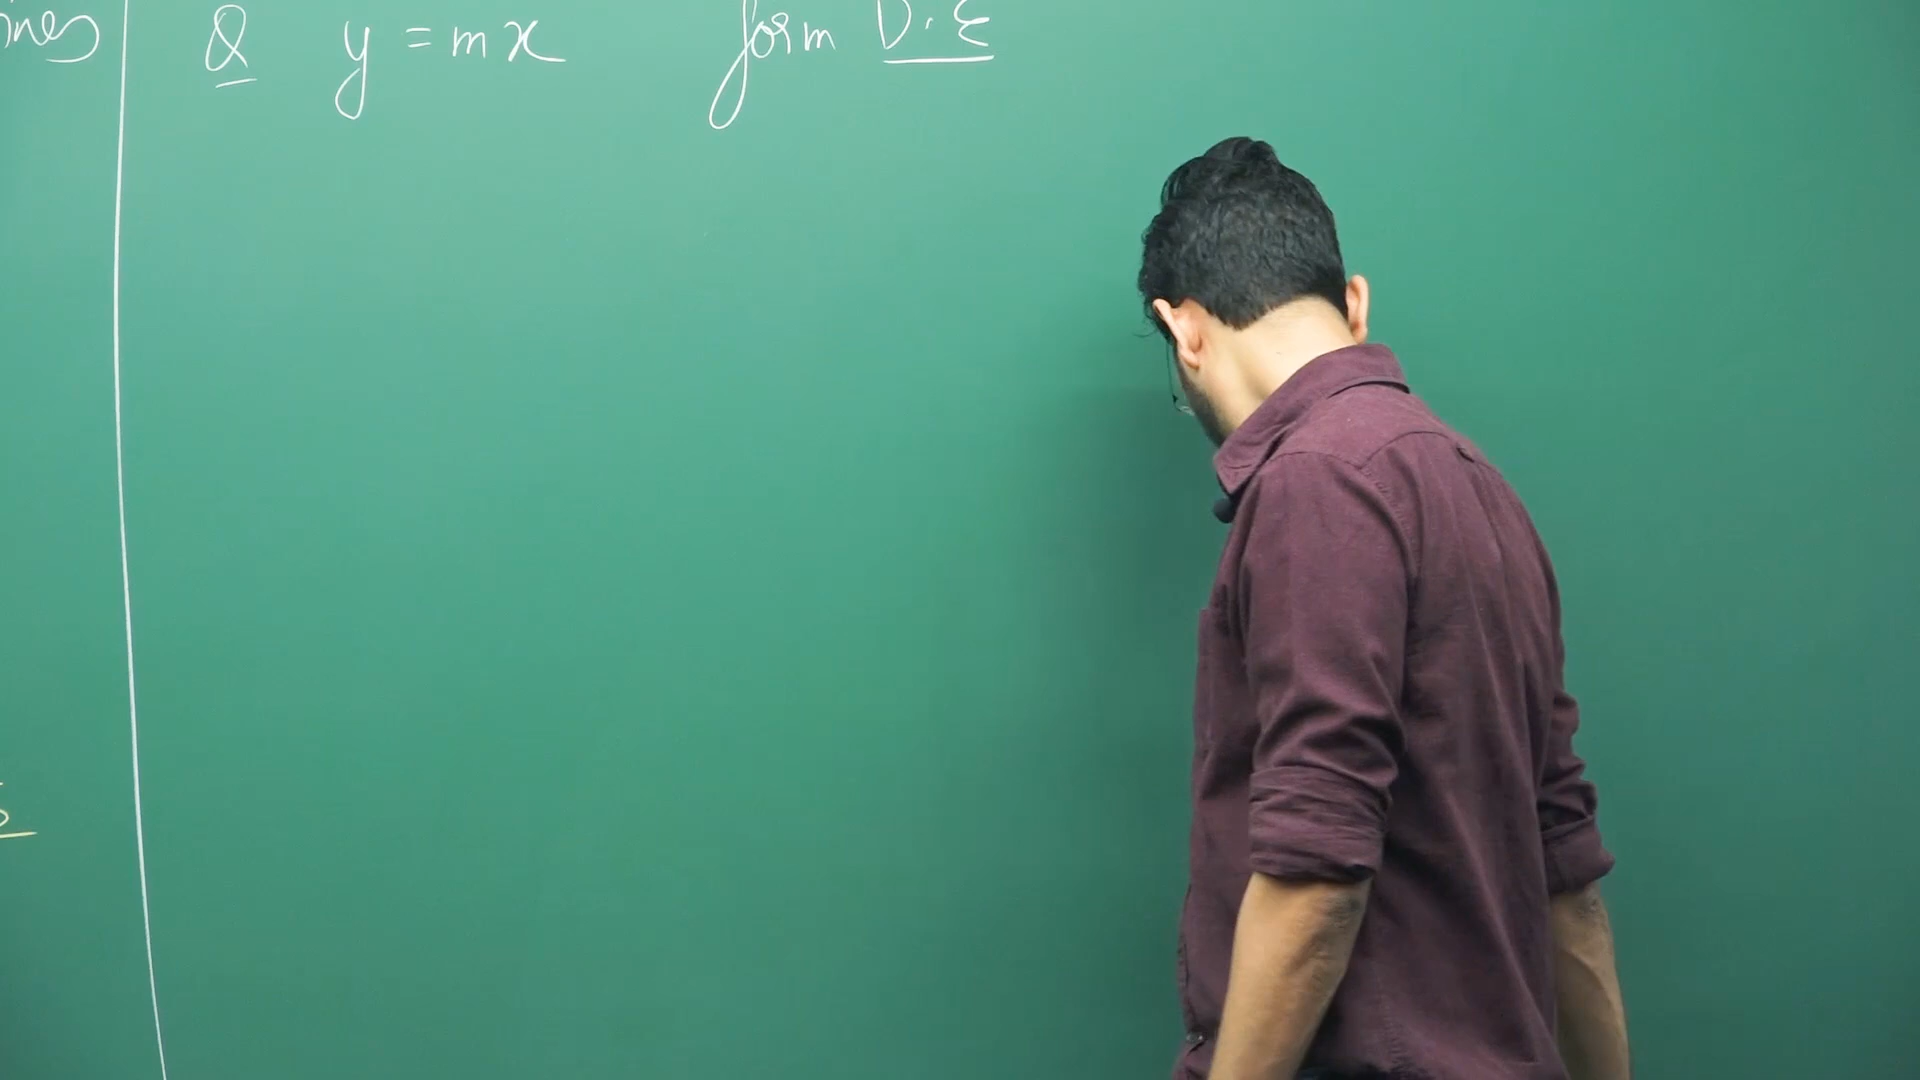 Q y = mx form D.E